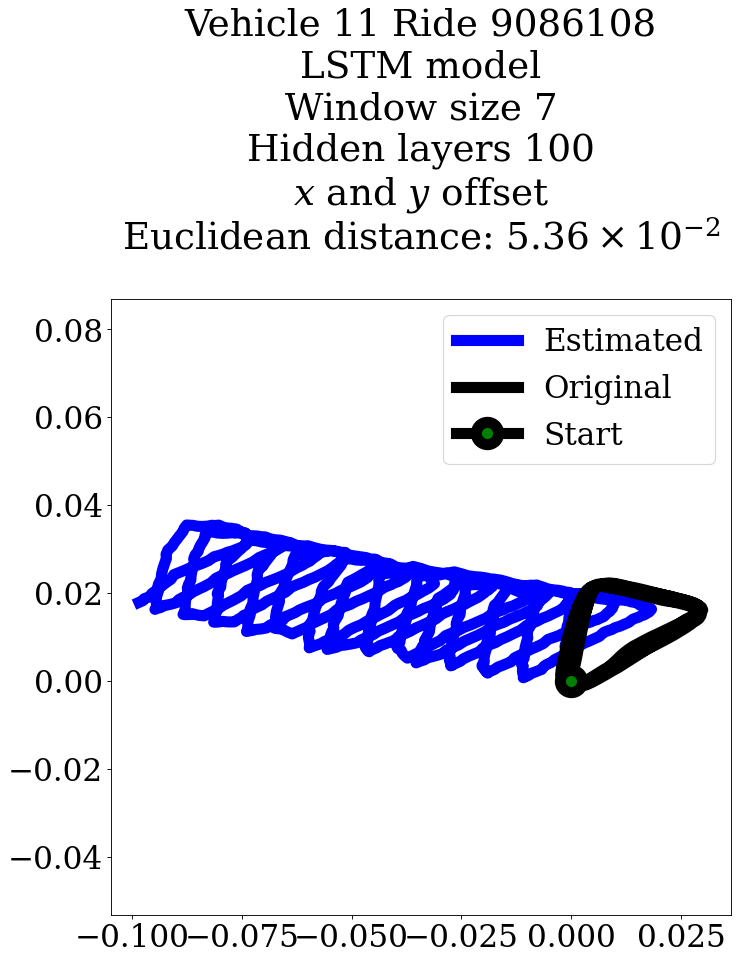 Vehicle 11 Ride 9086108
LSTM model
Window size 7
Hidden layers 100
x and y offset
Euclidean distance: 5.36 × 10⁻²
Estimated
Original
Start
0.08
0.06
0.04
0.02
0.00
−0.02
−0.04
−0.100 −0.075 −0.050 −0.025 0.000 0.025